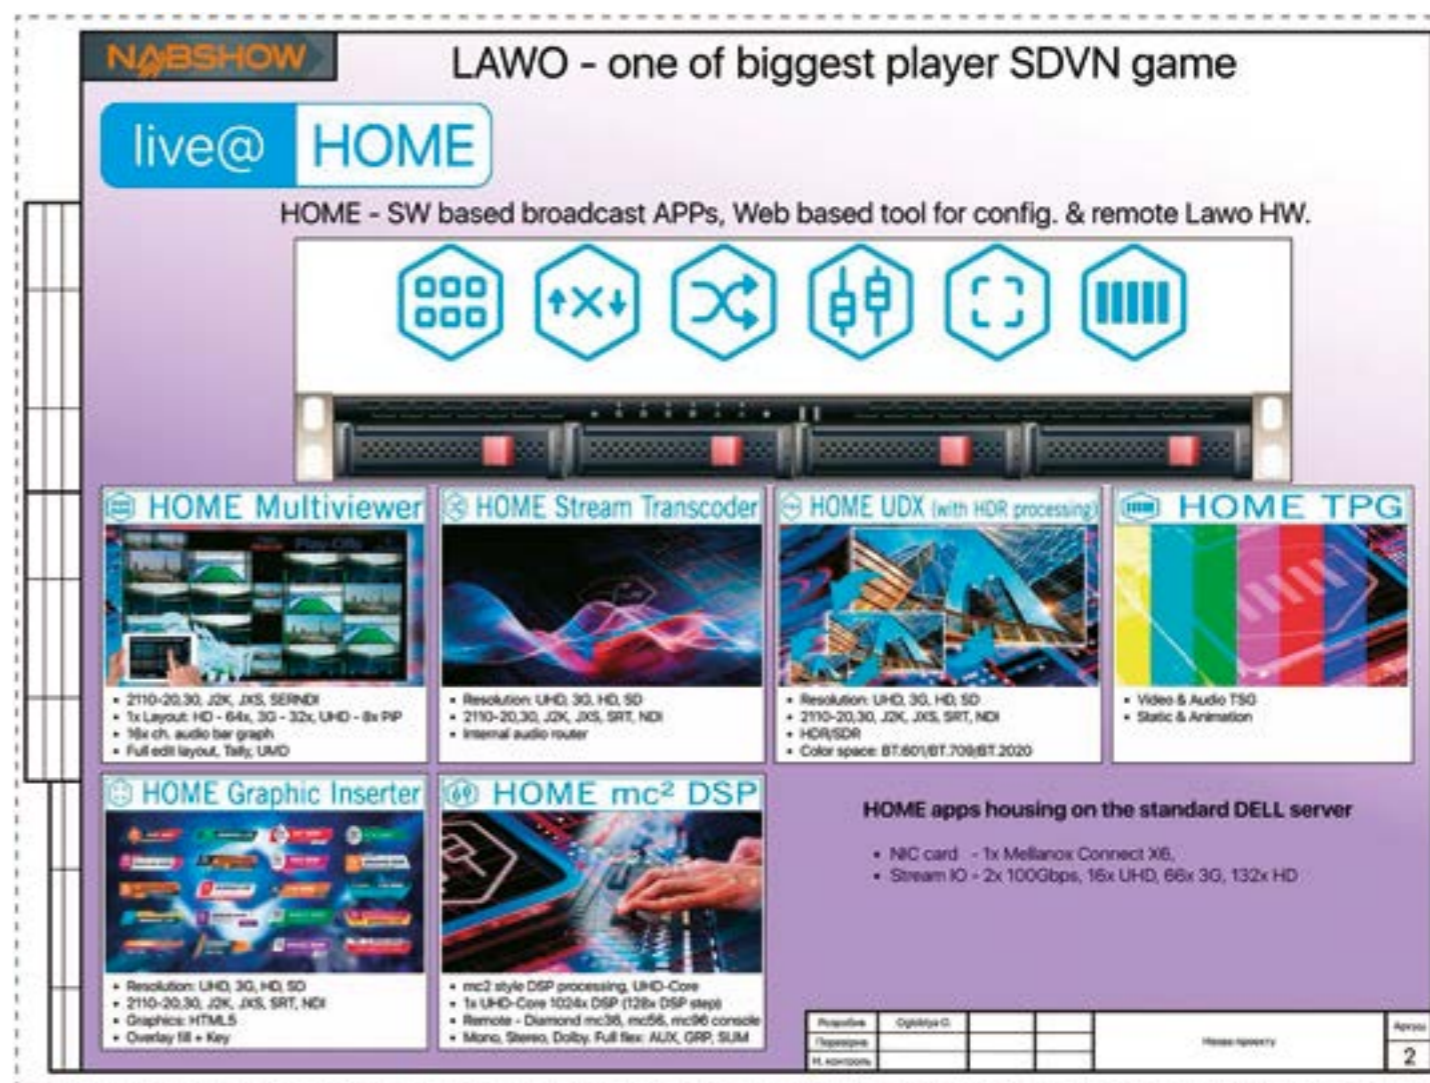 NABSHOW
LAWO - one of biggest player SDVN game
live@ HOME
HOME - SW based broadcast APPs, Web based tool for config. & remote Lawo HW.
HOME Multiviewer
• 2110-20,30, J2K, JXS, SERNDI
• 1x Layout: HD - 64x, 3G - 32x, UHD - 8x PiP
• 16x ch. audio bar graph
• Full edit layout, Tally, UMD
HOME Stream Transcoder
• Resolution: UHD, 3G, HD, SD
• 2110-20,30, J2K, JXS, SRT, NDI
• Internal audio router
HOME UDX (with HDR processing)
• Resolution: UHD, 3G, HD, SD
• 2110-20,30, J2K, JXS, SRT, NDI
• HDR/SDR
• Color space: BT.601/BT.709/BT.2020
HOME TPG
• Video & Audio TSG
• Static & Animation
HOME Graphic Inserter
• Resolution: UHD, 3G, HD, SD
• 2110-20,30, J2K, JXS, SRT, NDI
• Graphics: HTML5
• Overlay fill + Key
HOME mc² DSP
• mc2 style DSP processing, UHD-Core
• 1x UHD-Core 1024x DSP (128x DSP step)
• Remote - Diamond mc36, mc56, mc96 console
• Mono, Stereo, Dolby. Full flex: AUX, GRP, SUM
HOME apps housing on the standard DELL server
• NIC card - 1x Mellanox Connect X6,
• Stream IO - 2x 100Gbps, 16x UHD, 66x 3G, 132x HD
Розробив
Перевірив
Н. контроль
Назва проекту
Аркуш
2